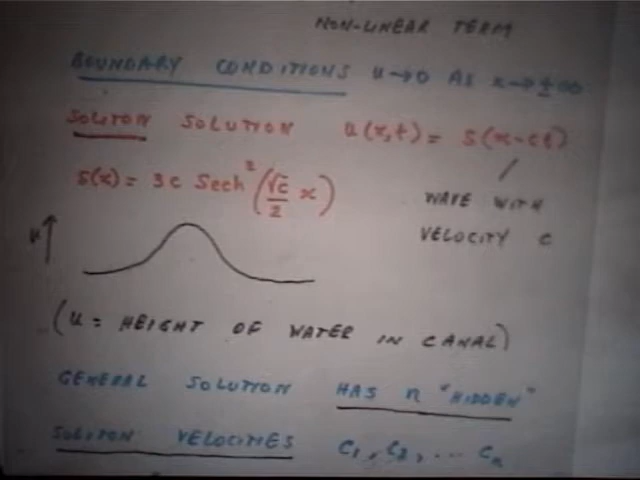 NON-LINEAR TERM
BOUNDARY CONDITIONS u→0 AS x→±∞
SOLITON SOLUTION u(x,t) = S(x-ct)
S(x) = 3c Sech²(√c/2 x)
WAVE WITH
VELOCITY C
u↑
(u = HEIGHT OF WATER IN CANAL)
GENERAL SOLUTION HAS n "HIDDEN"
SOLITON VELOCITIES C₁, C₂, ... Cₙ